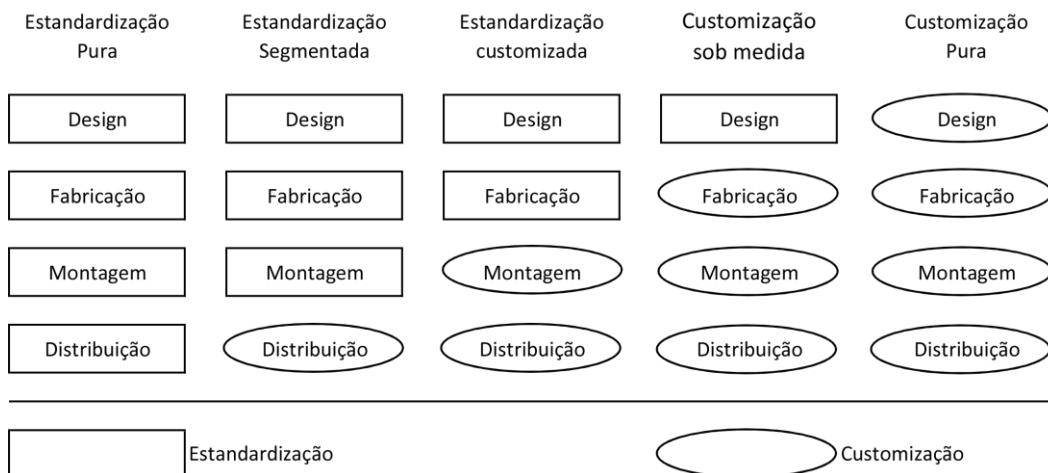 Estandardização
Pura
Estandardização
Segmentada
Estandardização
customizada
Customização
sob medida
Customização
Pura
Design
Design
Design
Design
Design
Fabricação
Fabricação
Fabricação
Fabricação
Fabricação
Montagem
Montagem
Montagem
Montagem
Montagem
Distribuição
Distribuição
Distribuição
Distribuição
Distribuição
Estandardização
Customização